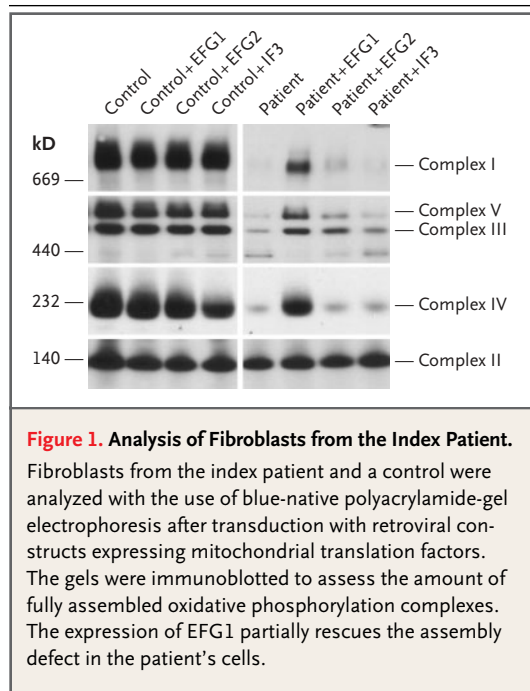 Control
Control+EFG1
Control+EFG2
Control+IF3
Patient
Patient+EFG1
Patient+EFG2
Patient+IF3
kD
669
Complex I
Complex V
Complex III
440
232
Complex IV
140
Complex II
Figure 1. Analysis of Fibroblasts from the Index Patient.
Fibroblasts from the index patient and a control were
analyzed with the use of blue-native polyacrylamide-gel
electrophoresis after transduction with retroviral con-
structs expressing mitochondrial translation factors.
The gels were immunoblotted to assess the amount of
fully assembled oxidative phosphorylation complexes.
The expression of EFG1 partially rescues the assembly
defect in the patient's cells.